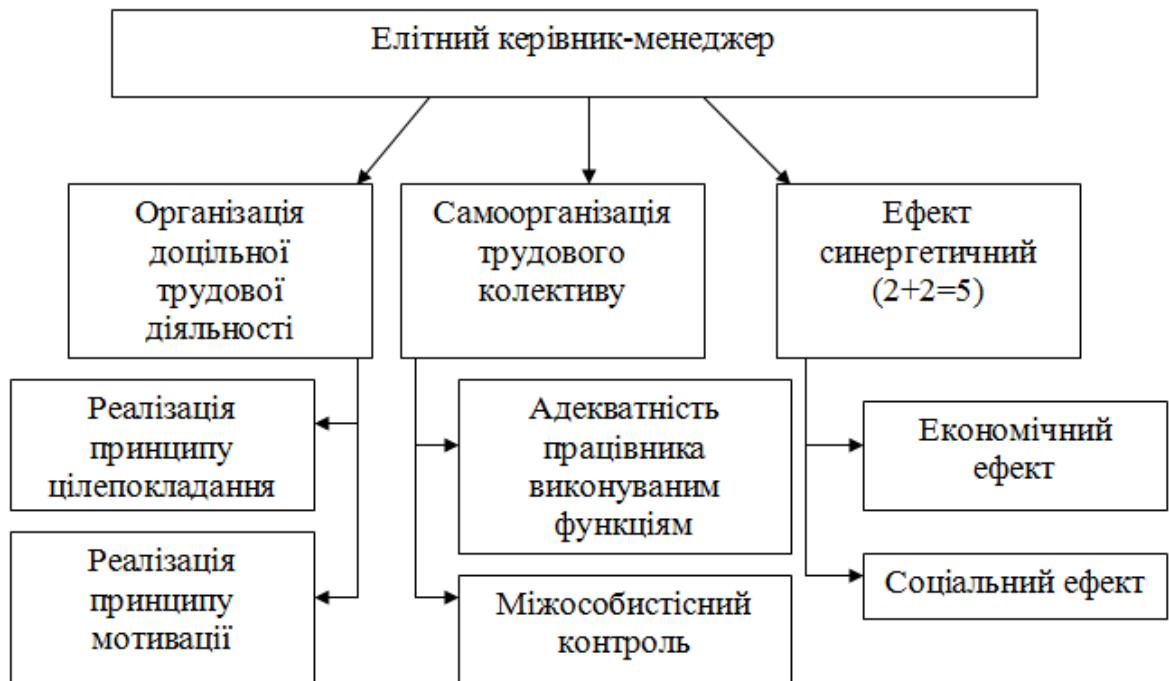 Елітний керівник-менеджер
Організація
доцільної
трудової
діяльності
Самоорганізація
трудового
колективу
Ефект
синергетичний
(2+2=5)
Реалізація
принципу
цілепокладання
Адекватність
працівника
виконуваним
функціям
Економічний
ефект
Реалізація
принципу
мотивації
Міжособистісний
контроль
Соціальний ефект